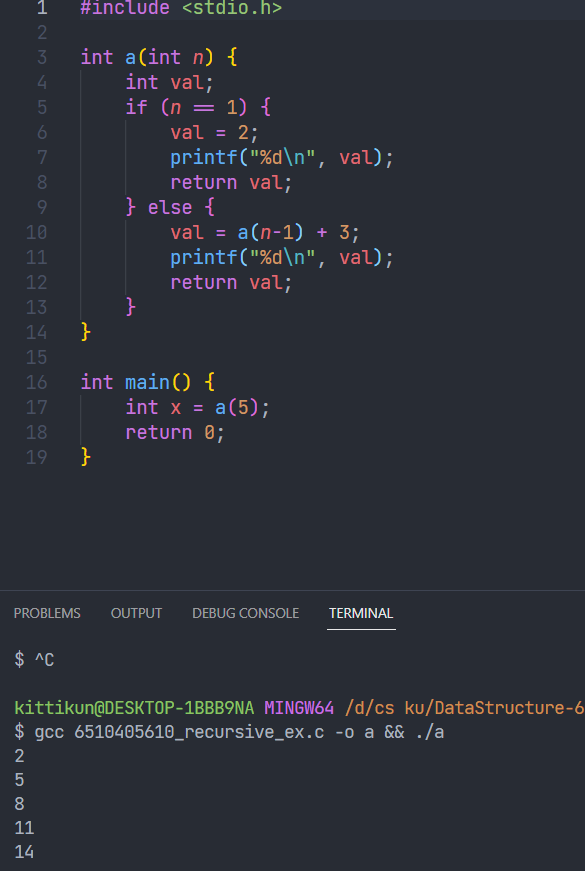 1 #include <stdio.h>
2
3 int a(int n) {
4     int val;
5     if (n == 1) {
6         val = 2;
7         printf("%d\n", val);
8         return val;
9     } else {
10         val = a(n-1) + 3;
11         printf("%d\n", val);
12         return val;
13     }
14 }
15
16 int main() {
17     int x = a(5);
18     return 0;
19 }
PROBLEMS OUTPUT DEBUG CONSOLE TERMINAL
$ ^C
kittikun@DESKTOP-1BBB9NA MINGW64 /d/cs ku/DataStructure-6
$ gcc 6510405610_recursive_ex.c -o a && ./a
2
5
8
11
14